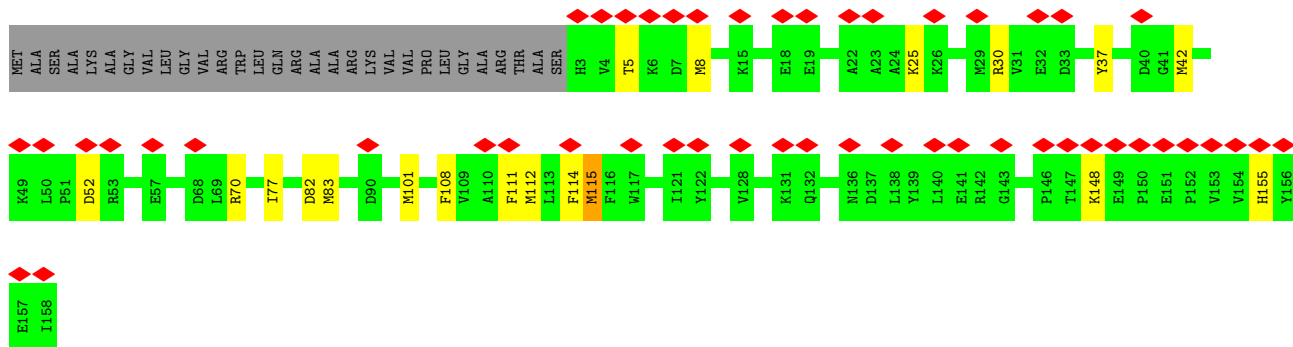 MET ALA SER ALA ALA LYS ALA GLY VAL LEU GLY VAL ARG TRP LEU GLN ARG ALA ALA ARG LYS VAL VAL PRO LEU GLY ALA ARG THR ALA SER H3 V4 T5 K6 D7 M8 K15 E18 E19 A22 A23 A24 K25 K26 M29 R30 V31 E32 D33 Y37 D40 G41 M42
K49 L50 P51 D52 R53 E57 D68 L69 R70 I77 D82 M83 D90 M101 F108 V109 A110 F111 M112 L113 F114 M115 F116 W117 I121 Y122 V128 K131 Q132 N136 D137 L138 Y139 L140 E141 R142 G143 P146 T147 K148 E149 P150 E151 P152 V153 V154 H155 Y156
E157 I158